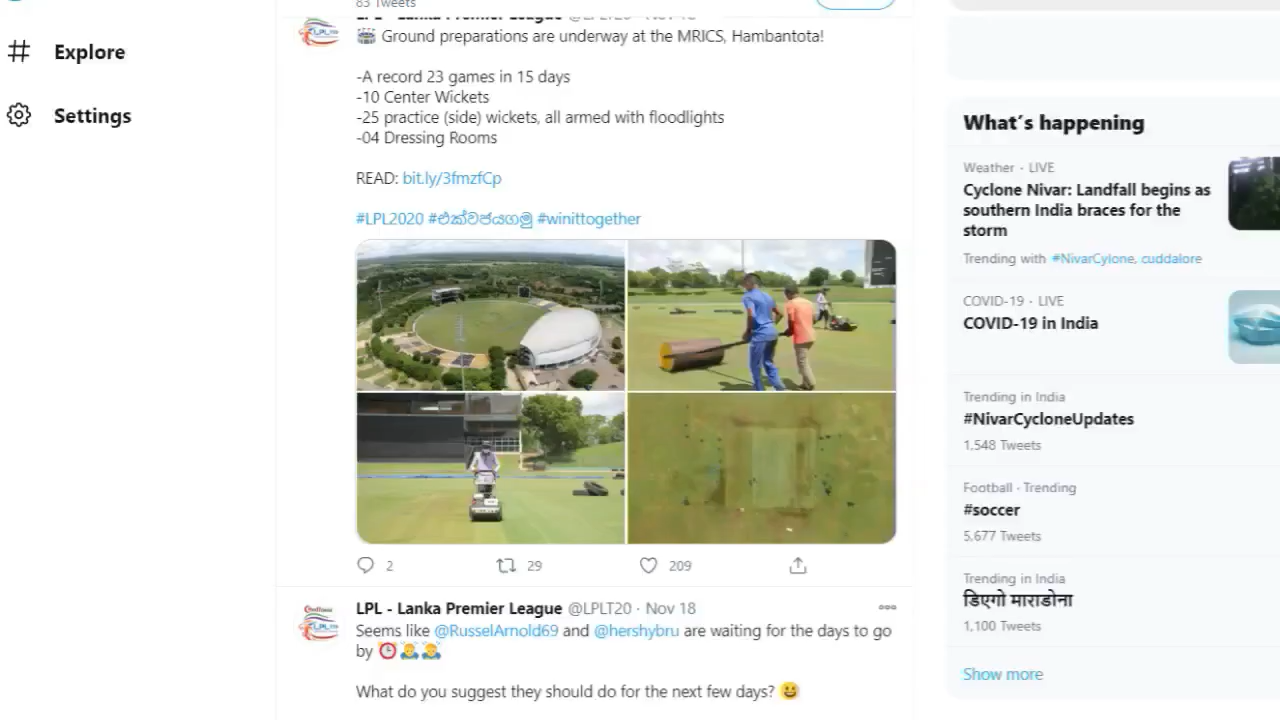 83 Tweets
LPL - Lanka Premier League @LPLT20 · Nov 18
Ground preparations are underway at the MRICS, Hambantota!
-A record 23 games in 15 days
-10 Center Wickets
-25 practice (side) wickets, all armed with floodlights
-04 Dressing Rooms
READ: bit.ly/3fmzfCp
#LPL2020 #එක්වජයගමු #winittogether
2 29 209
LPL - Lanka Premier League @LPLT20 · Nov 18
Seems like @RusselArnold69 and @hershybru are waiting for the days to go
by
What do you suggest they should do for the next few days?
Explore
Settings
What's happening
Weather · LIVE
Cyclone Nivar: Landfall begins as
southern India braces for the
storm
Trending with #NivarCylone, cuddalore
COVID-19 · LIVE
COVID-19 in India
Trending in India
#NivarCycloneUpdates
1,548 Tweets
Football · Trending
#soccer
5,677 Tweets
Trending in India
डिएगो माराडोना
1,100 Tweets
Show more